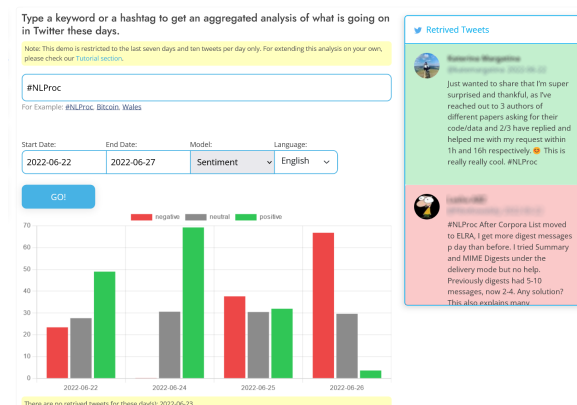 Type a keyword or a hashtag to get an aggregated analysis of what is going on
in Twitter these days.
Note: This demo is restricted to the last seven days and ten tweets per day only. For extending this analysis on your own,
please check our Tutorial section.
#NLProc
For Example: #NLProc, Bitcoin, Wales
Start Date: End Date: Model: Language:
2022-06-22 2022-06-27 Sentiment English
GO!
negative neutral positive
70
60
50
40
30
20
10
0
2022-06-22 2022-06-24 2022-06-25 2022-06-26
There are no retrived tweets for these day(s): 2022-06-23.
Retrived Tweets
Just wanted to share that I'm super
surprised and thankful, as I've
reached out to 3 authors of
different papers asking for their
code/data and 2/3 have replied and
helped me with my request within
1h and 16h respectively. 🤩 This is
really really cool. #NLProc
#NLProc After Corpora List moved
to ELRA, I get more digest messages
p day than before. I tried Summary
and MIME Digests under the
delivery mode but no help.
Previously digests had 5-10
messages, now 2-4. Any solution?
This also explains many